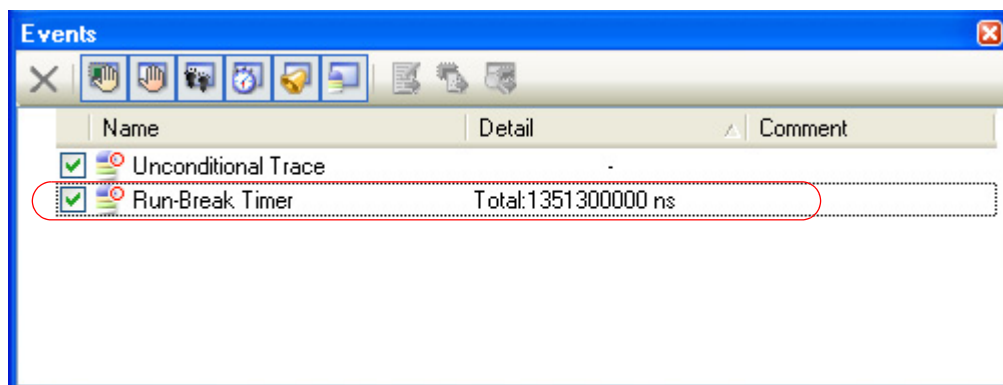 Events
Name Detail Comment
Unconditional Trace -
Run-Break Timer Total:1351300000 ns